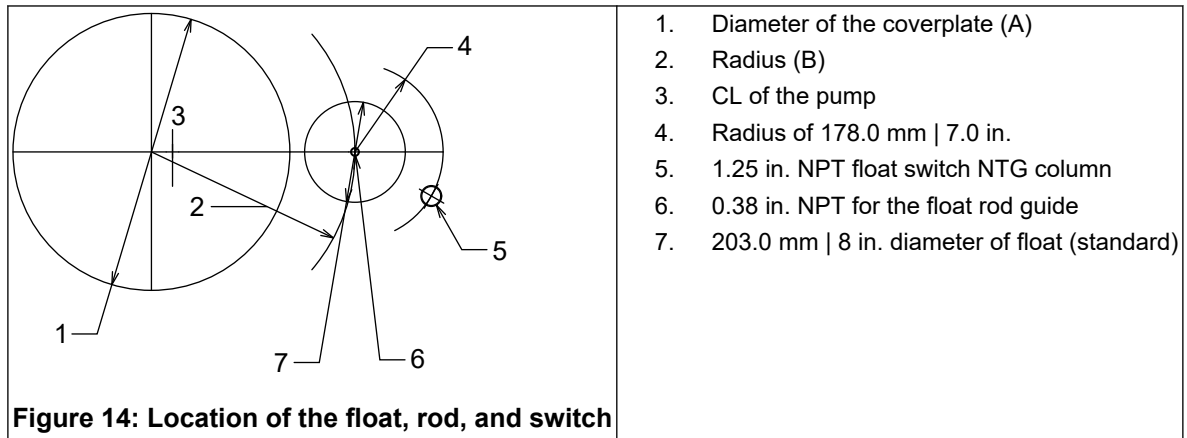 3
4
2
5
1
7
6
Figure 14: Location of the float, rod, and switch
1. Diameter of the coverplate (A)
2. Radius (B)
3. CL of the pump
4. Radius of 178.0 mm | 7.0 in.
5. 1.25 in. NPT float switch NTG column
6. 0.38 in. NPT for the float rod guide
7. 203.0 mm | 8 in. diameter of float (standard)